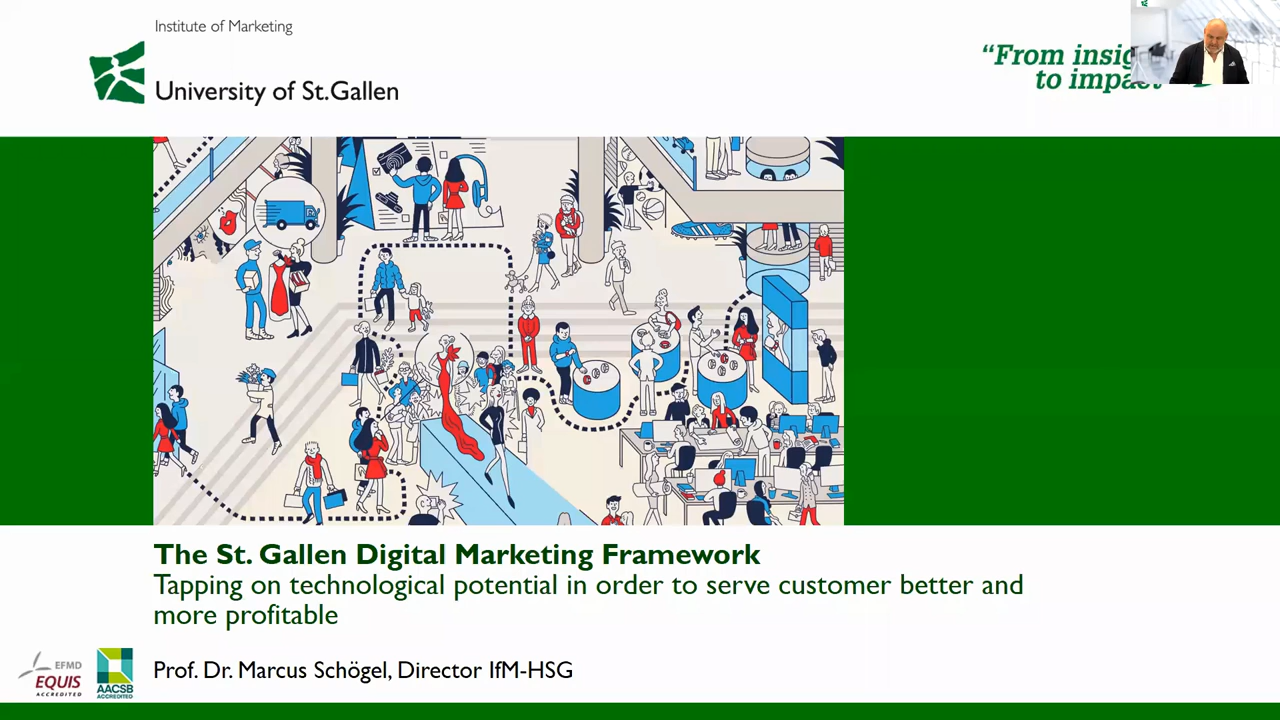 Institute of Marketing
University of St.Gallen
“From insig
to impact
The St. Gallen Digital Marketing Framework
Tapping on technological potential in order to serve customer better and
more profitable
EFMD
EQUIS
ACCREDITED
AACSB
ACCREDITED
Prof. Dr. Marcus Schögel, Director IfM-HSG